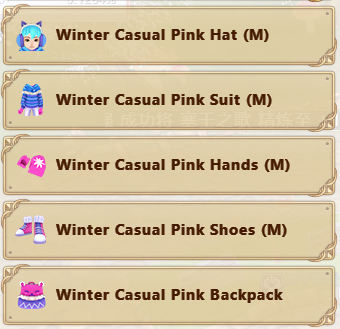 Winter Casual Pink Hat (M)
Winter Casual Pink Suit (M)
Winter Casual Pink Hands (M)
Winter Casual Pink Shoes (M)
Winter Casual Pink Backpack